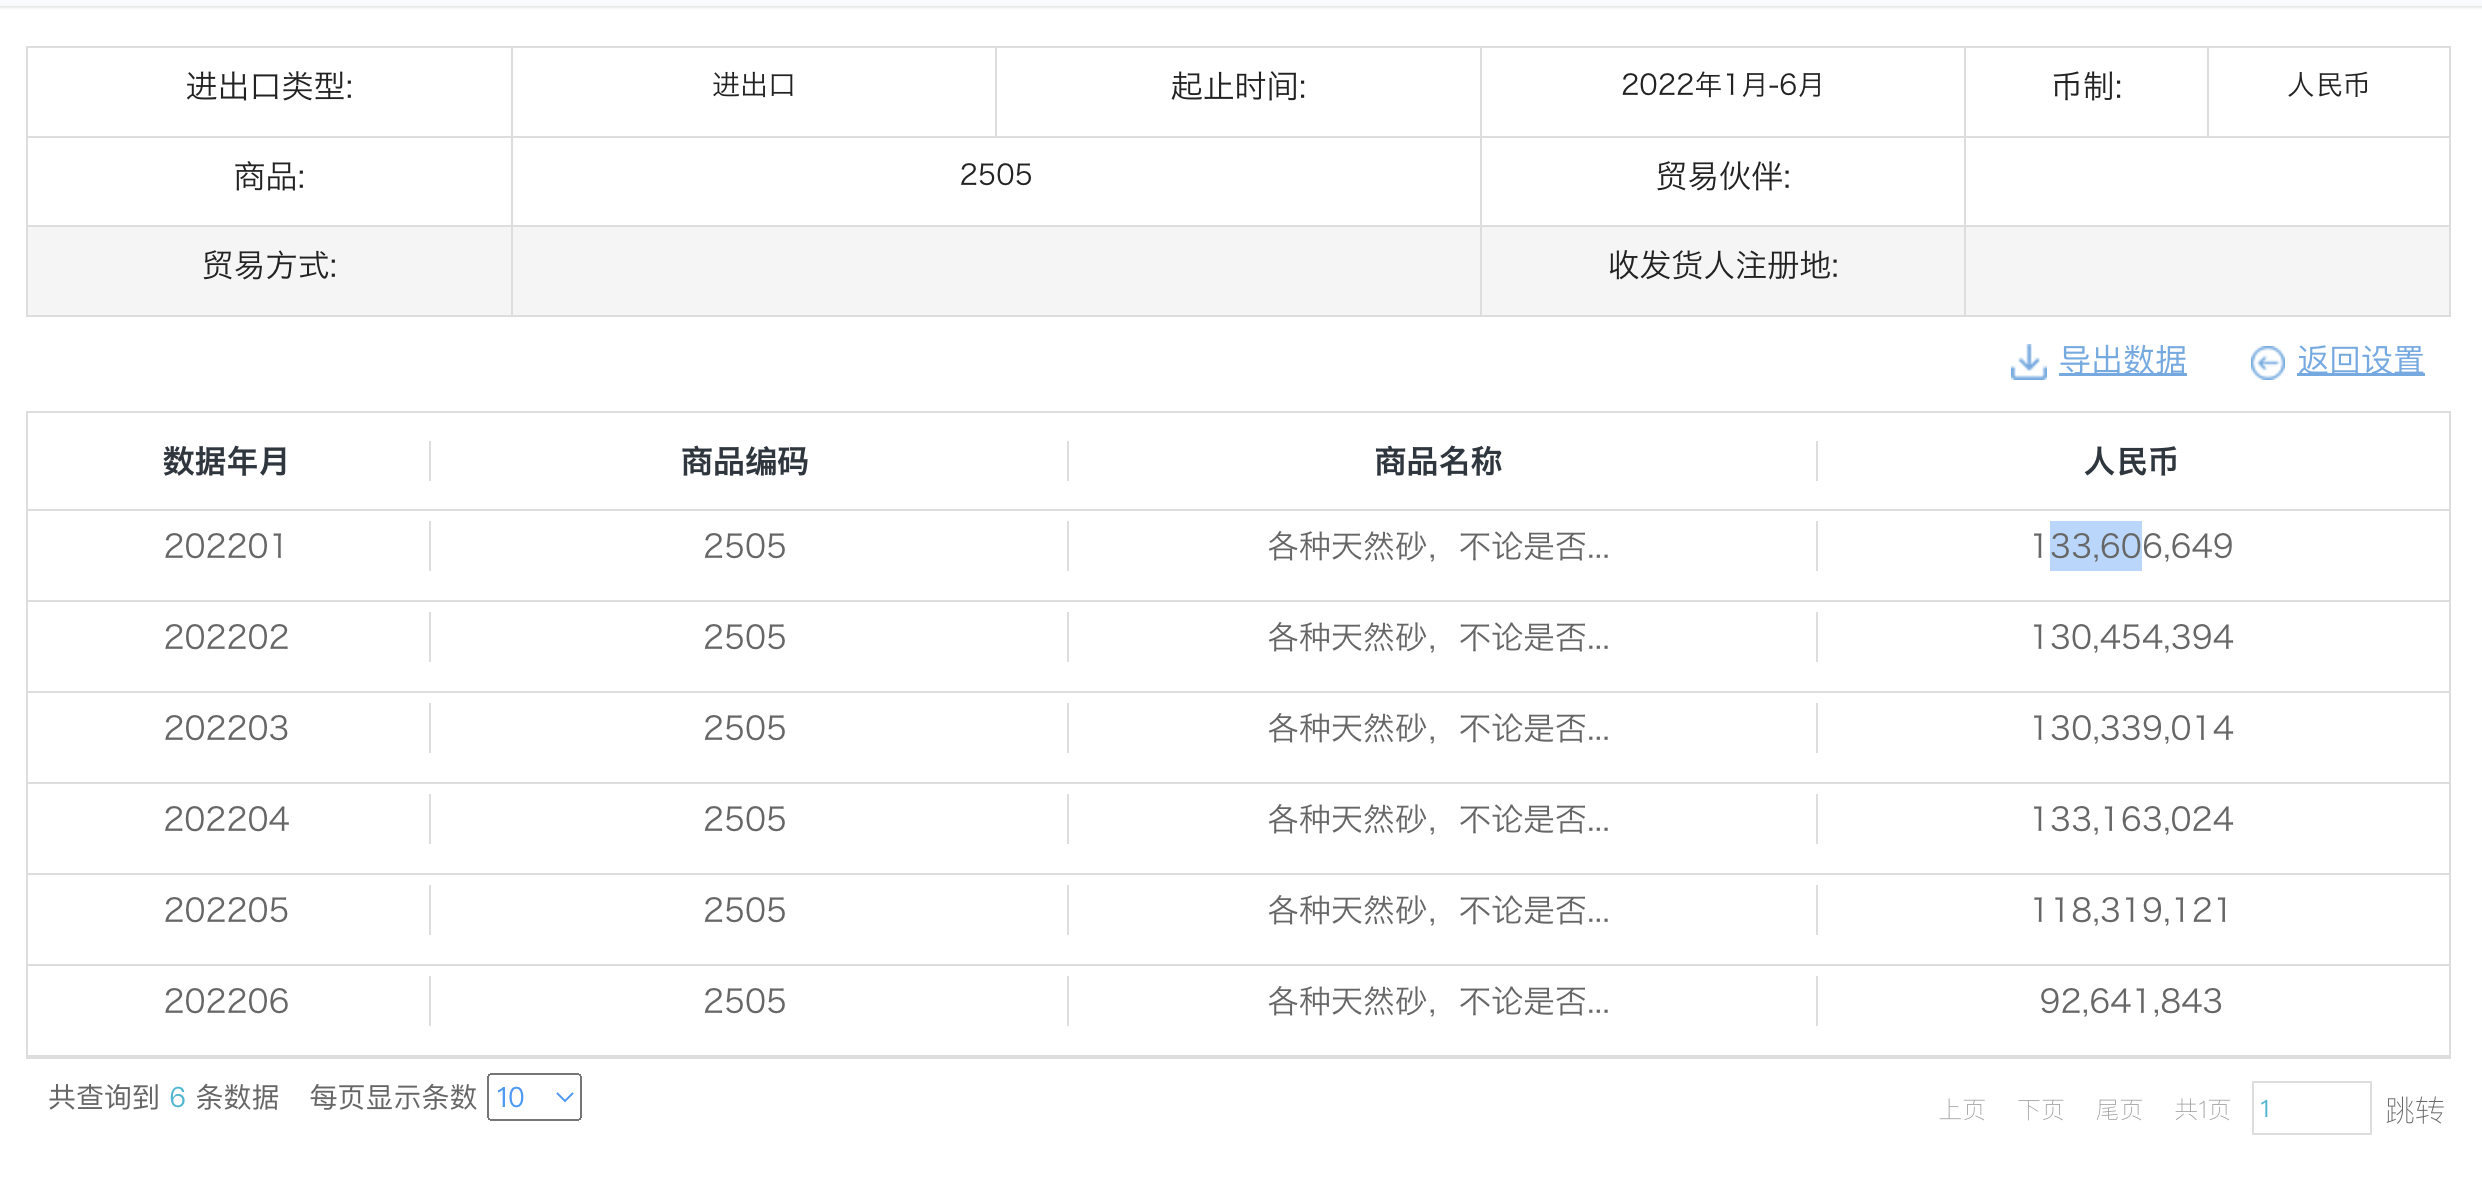 进出口类型: 进出口 起止时间: 2022年1月-6月 币制: 人民币
商品: 2505 贸易伙伴:
贸易方式: 收发货人注册地:
导出数据 返回设置
数据年月 商品编码 商品名称 人民币
202201 2505 各种天然砂，不论是否... 133,606,649
202202 2505 各种天然砂，不论是否... 130,454,394
202203 2505 各种天然砂，不论是否... 130,339,014
202204 2505 各种天然砂，不论是否... 133,163,024
202205 2505 各种天然砂，不论是否... 118,319,121
202206 2505 各种天然砂，不论是否... 92,641,843
共查询到 6 条数据 每页显示条数 10
上页 下页 尾页 共1页 1 跳转